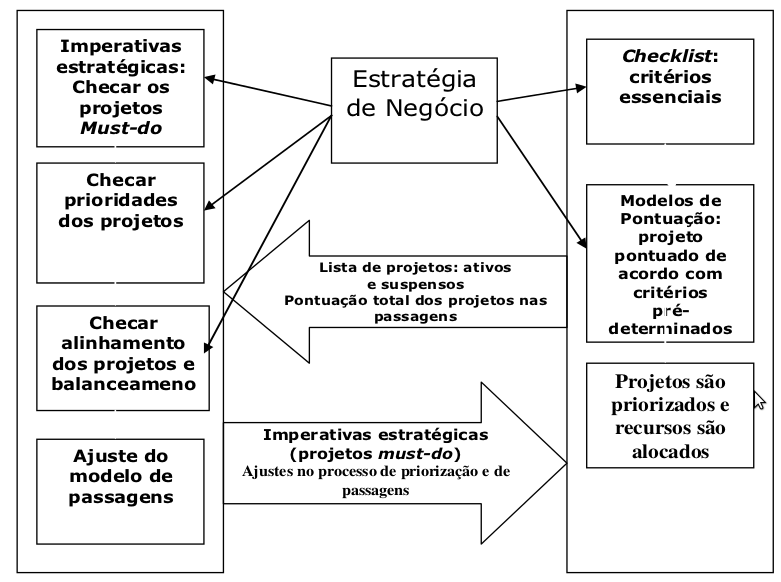 Imperativas
estratégicas:
Checar os
projetos
Must-do
Checar
prioridades
dos projetos
Checar
alinhamento
dos projetos e
balanceameno
Ajuste do
modelo de
passagens
Estratégia
de Negócio
Lista de projetos: ativos
e suspensos
Pontuação total dos projetos nas
passagens
Imperativas estratégicas
(projetos must-do)
Ajustes no processo de priorização e de
passagens
Checklist:
critérios
essenciais
Modelos de
Pontuação:
projeto
pontuado de
acordo com
critérios
pré-
determinados
Projetos são
priorizados e
recursos são
alocados